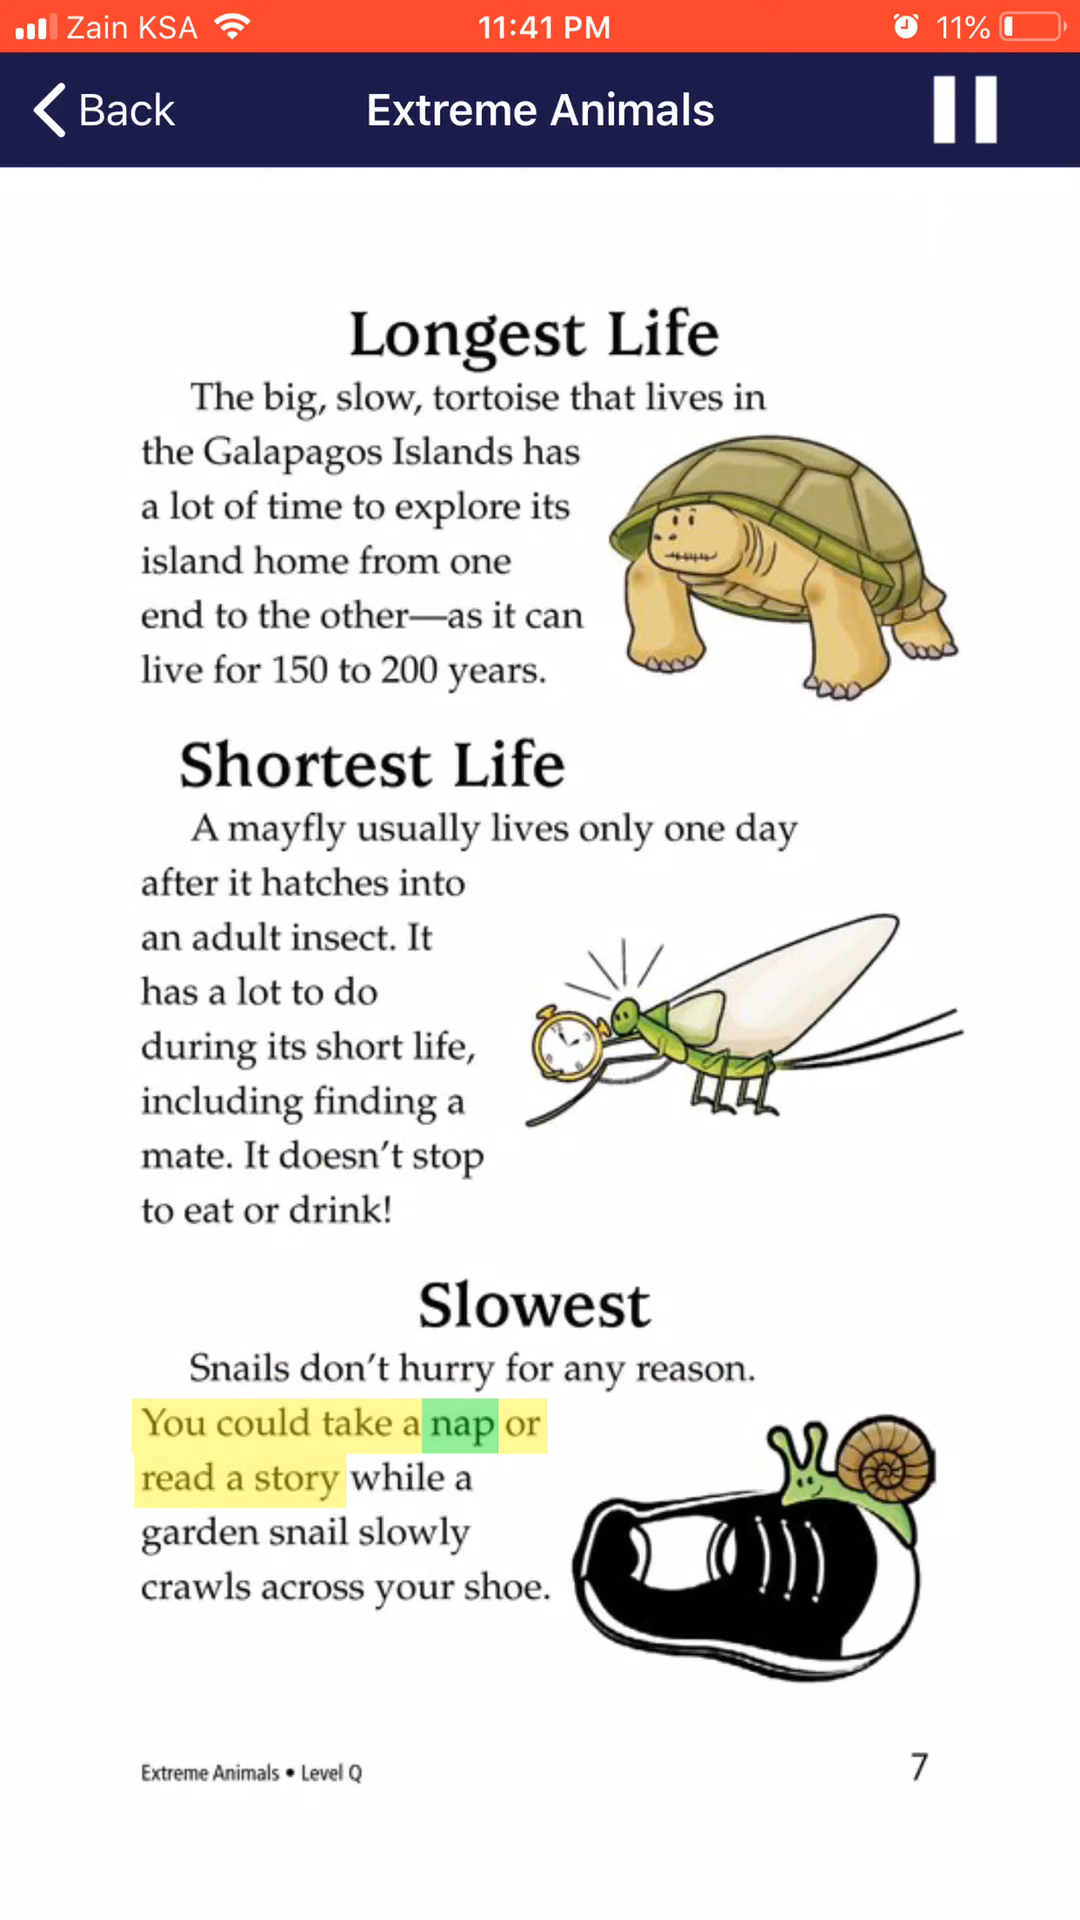 Zain KSA 11:41 PM 11%
Back Extreme Animals
Longest Life
The big, slow, tortoise that lives in
the Galapagos Islands has
a lot of time to explore its
island home from one
end to the other—as it can
live for 150 to 200 years.
Shortest Life
A mayfly usually lives only one day
after it hatches into
an adult insect. It
has a lot to do
during its short life,
including finding a
mate. It doesn't stop
to eat or drink!
Slowest
Snails don't hurry for any reason.
You could take a nap or
read a story while a
garden snail slowly
crawls across your shoe.
Extreme Animals • Level Q 7